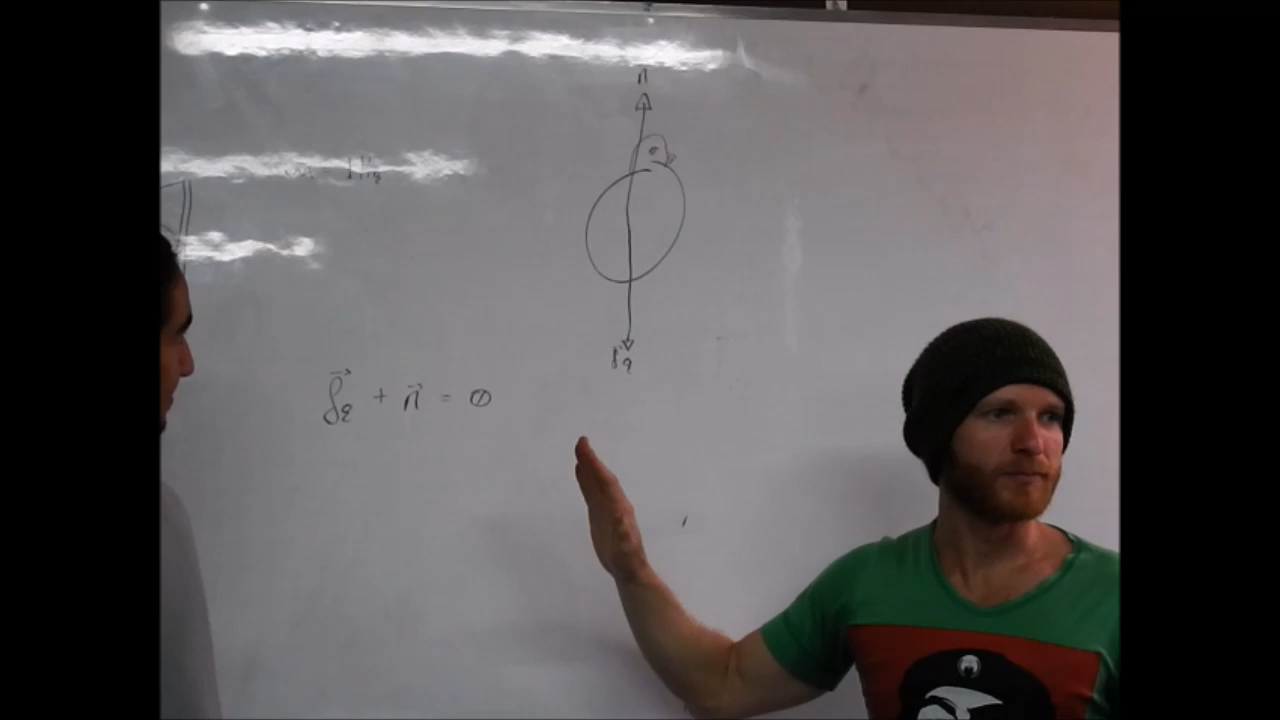 n
f⃗g + n⃗ = 0
fg